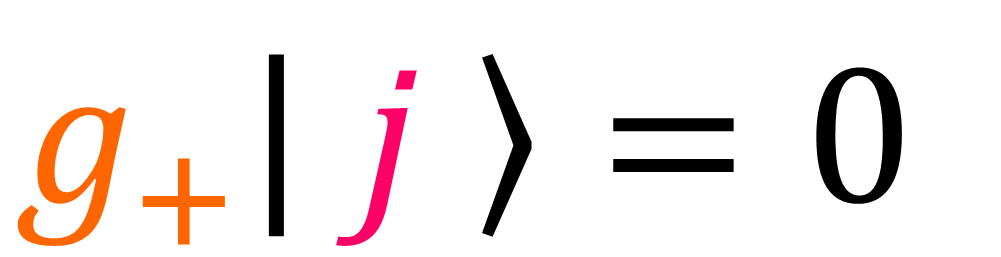 g₊| j ⟩ = 0